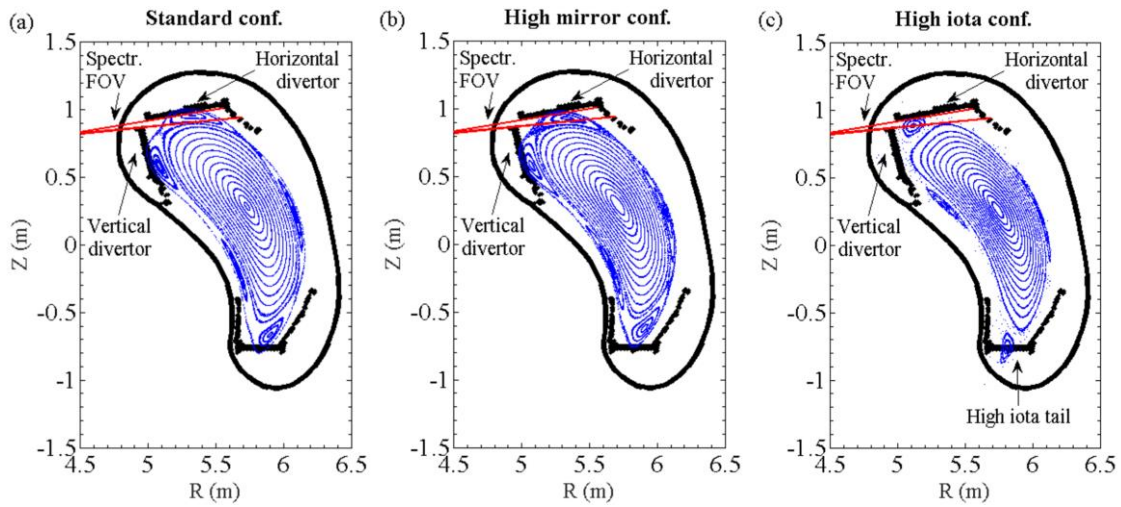 (a) Standard conf.
(b) High mirror conf.
(c) High iota conf.
1.5
1
0.5
0
-0.5
-1
-1.5
Z (m)
4.5 5 5.5 6 6.5
R (m)
Spectr.
FOV
Horizontal
divertor
Vertical
divertor
1.5
1
0.5
0
-0.5
-1
-1.5
Z (m)
4.5 5 5.5 6 6.5
R (m)
Spectr.
FOV
Horizontal
divertor
Vertical
divertor
1.5
1
0.5
0
-0.5
-1
-1.5
Z (m)
4.5 5 5.5 6 6.5
R (m)
Spectr.
FOV
Horizontal
divertor
Vertical
divertor
High iota tail